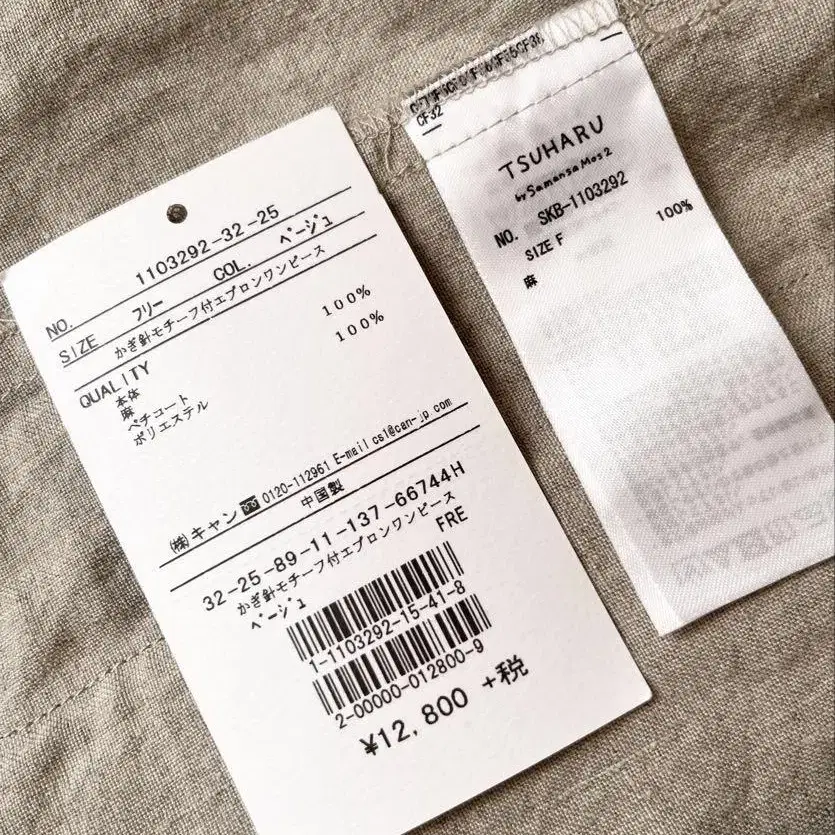 NO. 1103292-32-25
SIZE フリー COL. ベージュ
かぎ針モチーフ付エプロンワンピース
QUALITY
本体
麻 100%
ペチコート
ポリエステル 100%
㈱キャン 0120-112961 E-mail cs1@can-jp.com
中国製
32-25-89-11-137-66744H
かぎ針モチーフ付エプロンワンピース
ベージュ FRE
1-1103292-15-41-8
2-00000-012800-9
¥12,800 +税
CF32
TSUHARU
by Samansa Mos2
NO. SKB-1103292
SIZE F
麻 100%